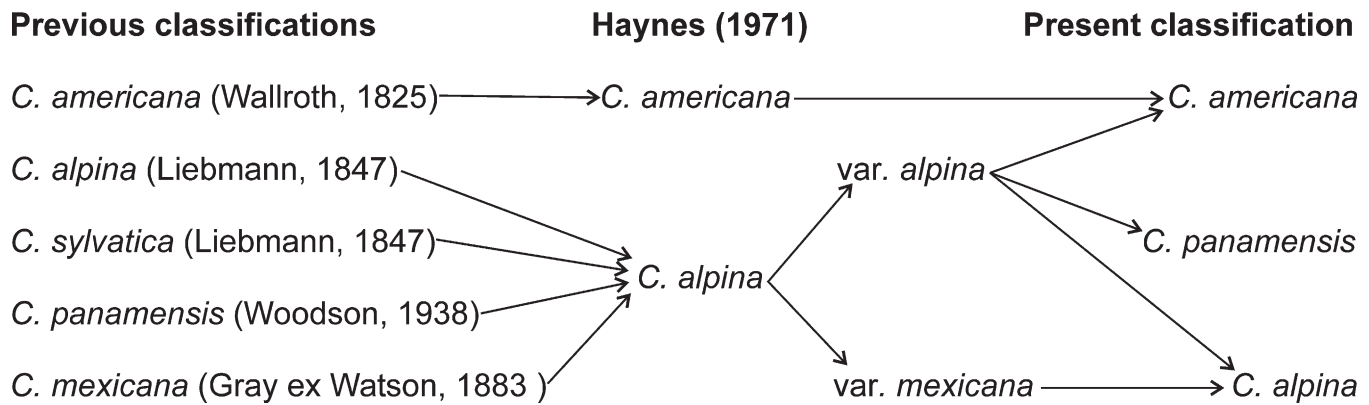 Previous classifications Haynes (1971) Present classification
C. americana (Wallroth, 1825) C. americana C. americana
C. alpina (Liebmann, 1847) var. alpina
C. sylvatica (Liebmann, 1847) C. panamensis
C. alpina
C. panamensis (Woodson, 1938)
C. mexicana (Gray ex Watson, 1883 ) var. mexicana C. alpina